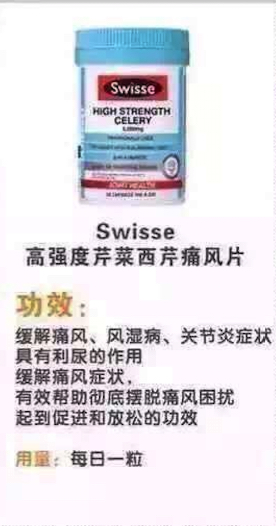 Swisse
HIGH STRENGTH
CELERY
5,000mg
JOINT HEALTH
Swisse
高强度芹菜西芹痛风片
功效:
缓解痛风、风湿病、关节炎症状
具有利尿的作用
缓解痛风症状,
有效帮助彻底摆脱痛风困扰
起到促进和放松的功效
用量: 每日一粒